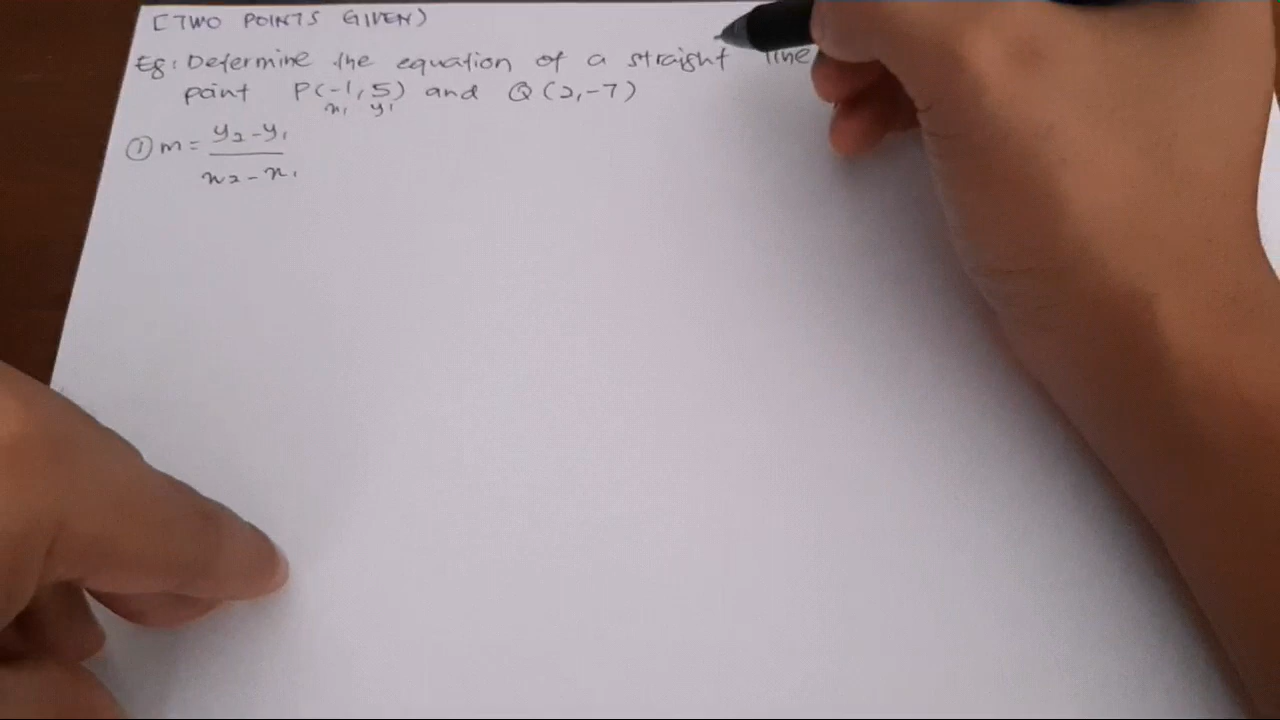 [TWO POINTS GIVEN)
Eg: Determine the equation of a straight line
point P(-1, 5) and Q (2, -7)
x₁ y₁
① m = y₂ - y₁
x₂ - x₁